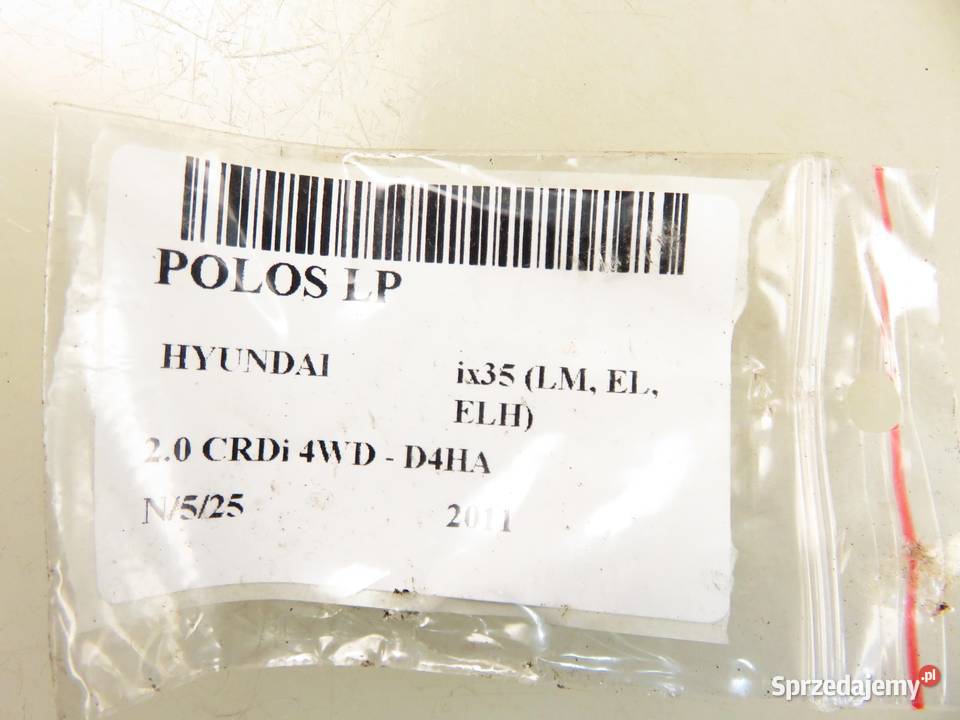 POLOS LP
HYUNDAI
ix35 (LM, EL,
ELH)
2.0 CRDi 4WD - D4HA
N/5/25
2011
Sprzedajemy.pl